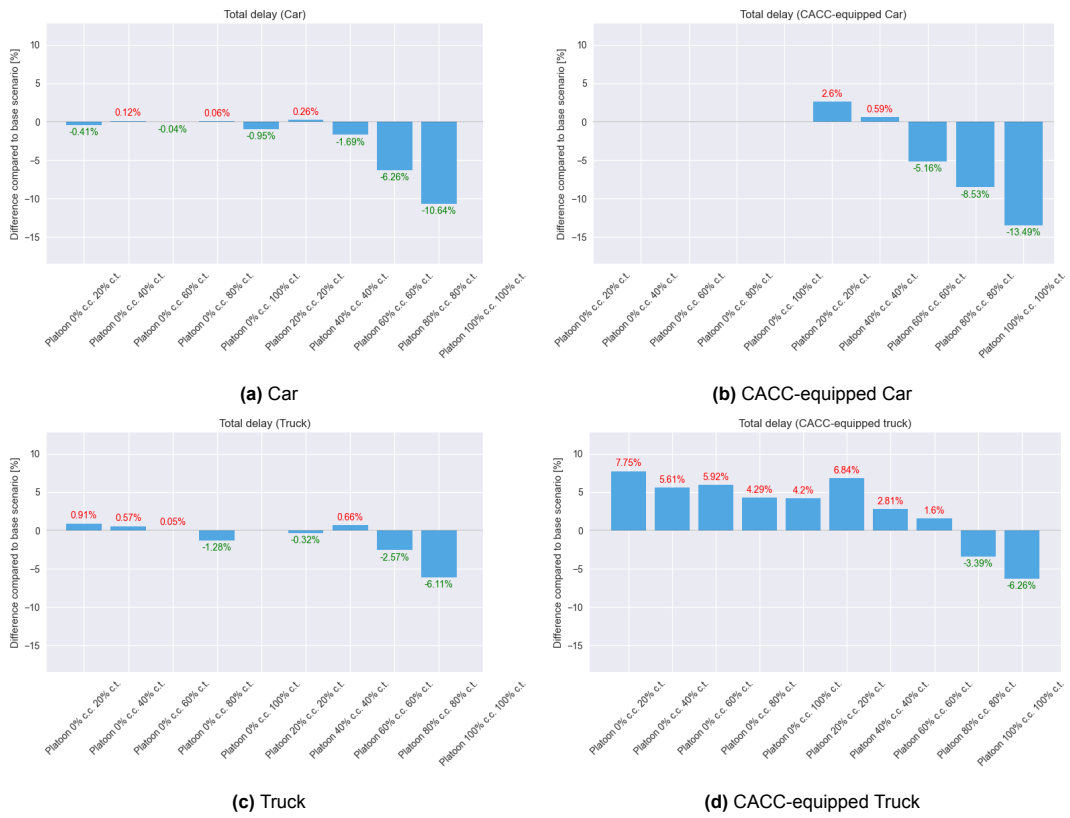 Total delay (Car)
Difference compared to base scenario [%]
10
5
0
−5
−10
−15
-0.41%
0.12%
-0.04%
0.06%
-0.95%
0.26%
-1.69%
-6.26%
-10.64%
Platoon 0% c.c. 20% c.t.
Platoon 0% c.c. 40% c.t.
Platoon 0% c.c. 60% c.t.
Platoon 0% c.c. 80% c.t.
Platoon 0% c.c. 100% c.t.
Platoon 20% c.c. 20% c.t.
Platoon 40% c.c. 40% c.t.
Platoon 60% c.c. 60% c.t.
Platoon 80% c.c. 80% c.t.
Platoon 100% c.c. 100% c.t.
(a) Car
Total delay (CACC-equipped Car)
Difference compared to base scenario [%]
10
5
0
−5
−10
−15
2.6%
0.59%
-5.16%
-8.53%
-13.49%
Platoon 0% c.c. 20% c.t.
Platoon 0% c.c. 40% c.t.
Platoon 0% c.c. 60% c.t.
Platoon 0% c.c. 80% c.t.
Platoon 0% c.c. 100% c.t.
Platoon 20% c.c. 20% c.t.
Platoon 40% c.c. 40% c.t.
Platoon 60% c.c. 60% c.t.
Platoon 80% c.c. 80% c.t.
Platoon 100% c.c. 100% c.t.
(b) CACC-equipped Car
Total delay (Truck)
Difference compared to base scenario [%]
10
5
0
−5
−10
−15
0.91%
0.57%
0.05%
-1.28%
-0.32%
0.66%
-2.57%
-6.11%
Platoon 0% c.c. 20% c.t.
Platoon 0% c.c. 40% c.t.
Platoon 0% c.c. 60% c.t.
Platoon 0% c.c. 80% c.t.
Platoon 0% c.c. 100% c.t.
Platoon 20% c.c. 20% c.t.
Platoon 40% c.c. 40% c.t.
Platoon 60% c.c. 60% c.t.
Platoon 80% c.c. 80% c.t.
Platoon 100% c.c. 100% c.t.
(c) Truck
Total delay (CACC-equipped truck)
Difference compared to base scenario [%]
10
5
0
−5
−10
−15
7.75%
5.61%
5.92%
4.29%
4.2%
6.84%
2.81%
1.6%
-3.39%
-6.26%
Platoon 0% c.c. 20% c.t.
Platoon 0% c.c. 40% c.t.
Platoon 0% c.c. 60% c.t.
Platoon 0% c.c. 80% c.t.
Platoon 0% c.c. 100% c.t.
Platoon 20% c.c. 20% c.t.
Platoon 40% c.c. 40% c.t.
Platoon 60% c.c. 60% c.t.
Platoon 80% c.c. 80% c.t.
Platoon 100% c.c. 100% c.t.
(d) CACC-equipped Truck